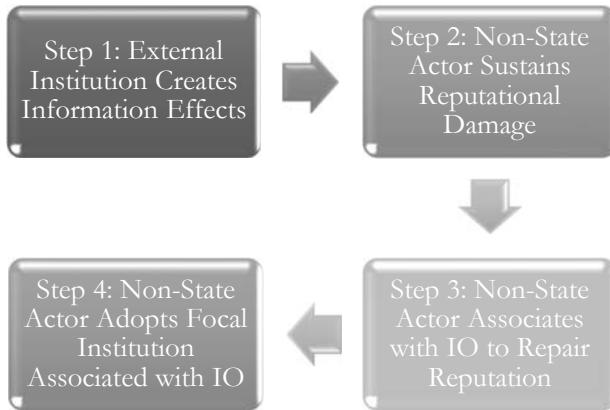 Step 1: External
Institution Creates
Information Effects
Step 2: Non-State
Actor Sustains
Reputational
Damage
Step 3: Non-State
Actor Associates
with IO to Repair
Reputation
Step 4: Non-State
Actor Adopts Focal
Institution
Associated with IO